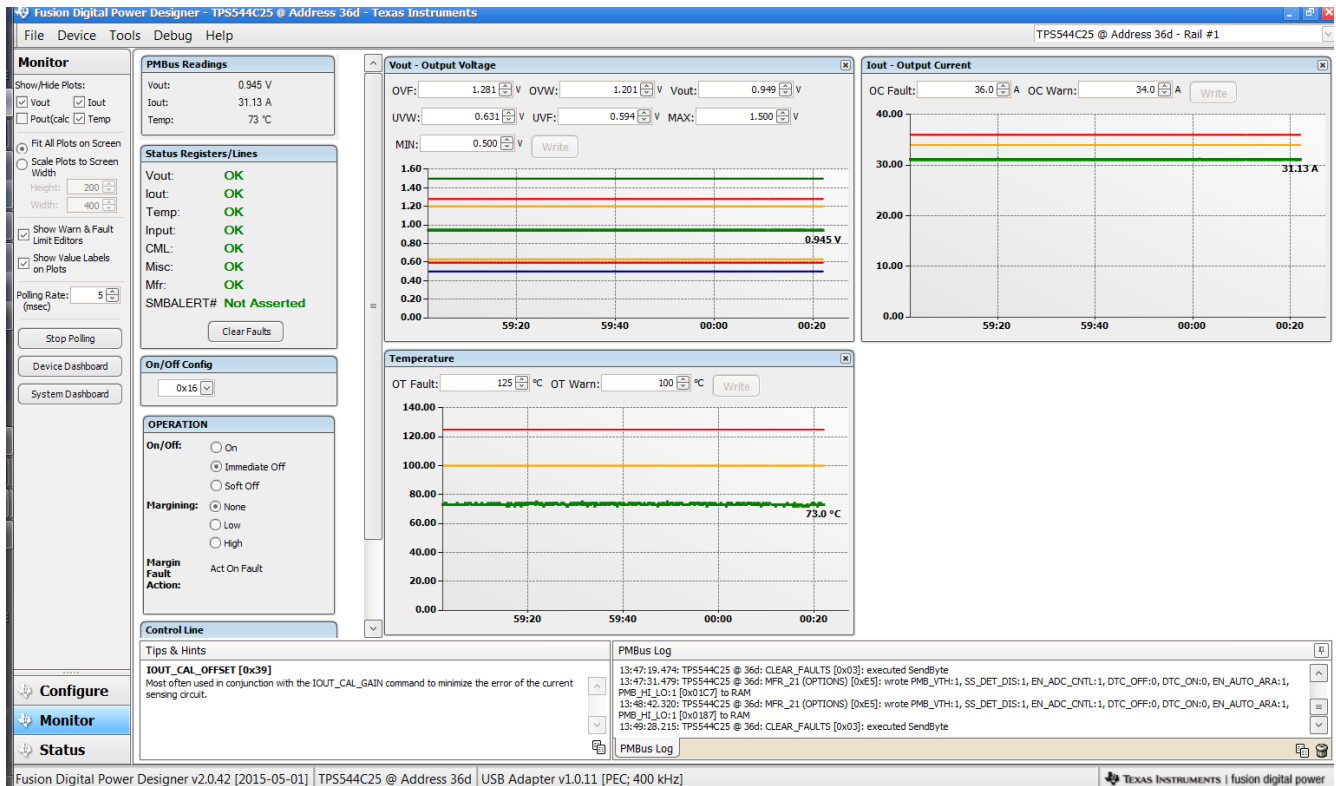 Fusion Digital Power Designer - TPS544C25 @ Address 36d - Texas Instruments
File Device Tools Debug Help
TPS544C25 @ Address 36d - Rail #1
Monitor
Show/Hide Plots:
Vout Iout
Pout(calc Temp
Fit All Plots on Screen
Scale Plots to Screen
Width
Height: 200
Width: 400
Show Warn & Fault
Limit Editors
Show Value Labels
on Plots
Polling Rate: 5
(msec)
Stop Polling
Device Dashboard
System Dashboard
Configure
Monitor
Status
PMBus Readings
Vout: 0.945 V
Iout: 31.13 A
Temp: 73 °C
Status Registers/Lines
Vout: OK
Iout: OK
Temp: OK
Input: OK
CML: OK
Misc: OK
Mfr: OK
SMBALERT# Not Asserted
Clear Faults
On/Off Config
0x16
OPERATION
On/Off: On
Immediate Off
Soft Off
Margining: None
Low
High
Margin
Fault
Action:
Act On Fault
Control Line
Vout - Output Voltage
OVF: 1.281 V OVW: 1.201 V Vout: 0.949 V
UVW: 0.631 V UVF: 0.594 V MAX: 1.500 V
MIN: 0.500 V Write
1.60
1.40
1.20
1.00
0.80
0.60
0.40
0.20
0.00
0.945 V
59:20 59:40 00:00 00:20
Iout - Output Current
OC Fault: 36.0 A OC Warn: 34.0 A Write
40.00
30.00
20.00
10.00
0.00
31.13 A
59:20 59:40 00:00 00:20
Temperature
OT Fault: 125 °C OT Warn: 100 °C Write
140.00
120.00
100.00
80.00
60.00
40.00
20.00
0.00
73.0 °C
59:20 59:40 00:00 00:20
Tips & Hints
IOUT_CAL_OFFSET [0x39]
Most often used in conjunction with the IOUT_CAL_GAIN command to minimize the error of the current
sensing circuit.
PMBus Log
13:47:19.474: TPS544C25 @ 36d: CLEAR_FAULTS [0x03]: executed SendByte
13:47:31.479: TPS544C25 @ 36d: MFR_21 (OPTIONS) [0xE5]: wrote PMB_VTH:1, SS_DET_DIS:1, EN_ADC_CNTL:1, DTC_OFF:0, DTC_ON:0, EN_AUTO_ARA:1,
PMB_HI_LO:1 [0x01C7] to RAM
13:48:42.320: TPS544C25 @ 36d: MFR_21 (OPTIONS) [0xE5]: wrote PMB_VTH:1, SS_DET_DIS:1, EN_ADC_CNTL:1, DTC_OFF:0, DTC_ON:0, EN_AUTO_ARA:1,
PMB_HI_LO:1 [0x0187] to RAM
13:49:28.215: TPS544C25 @ 36d: CLEAR_FAULTS [0x03]: executed SendByte
PMBus Log
Fusion Digital Power Designer v2.0.42 [2015-05-01] TPS544C25 @ Address 36d USB Adapter v1.0.11 [PEC; 400 kHz]
TEXAS INSTRUMENTS | fusion digital power